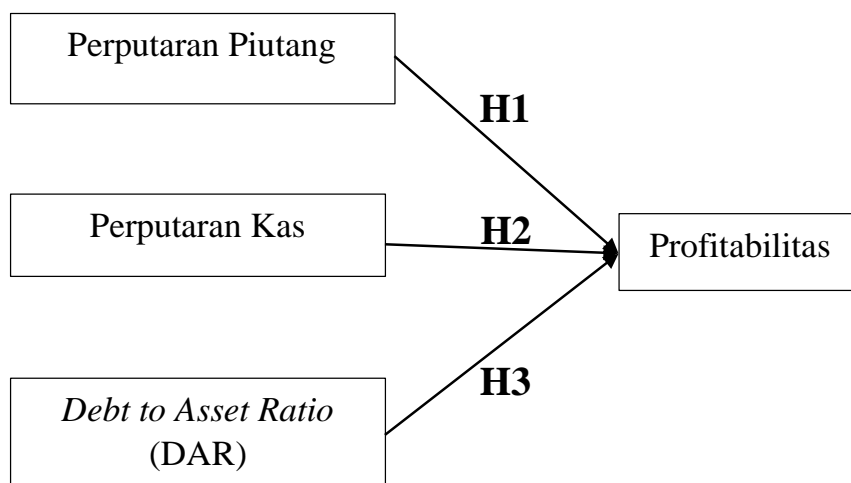 Perputaran Piutang
H1
Perputaran Kas
H2
Profitabilitas
Debt to Asset Ratio
(DAR)
H3